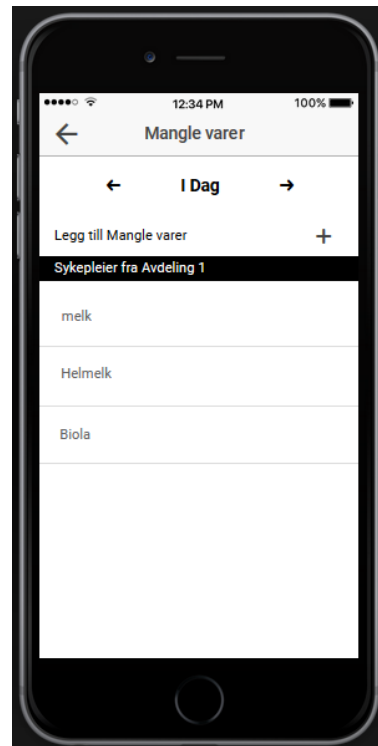 12:34 PM 100%
Mangle varer
I Dag
Legg till Mangle varer
Sykepleier fra Avdeling 1
melk
Helmelk
Biola